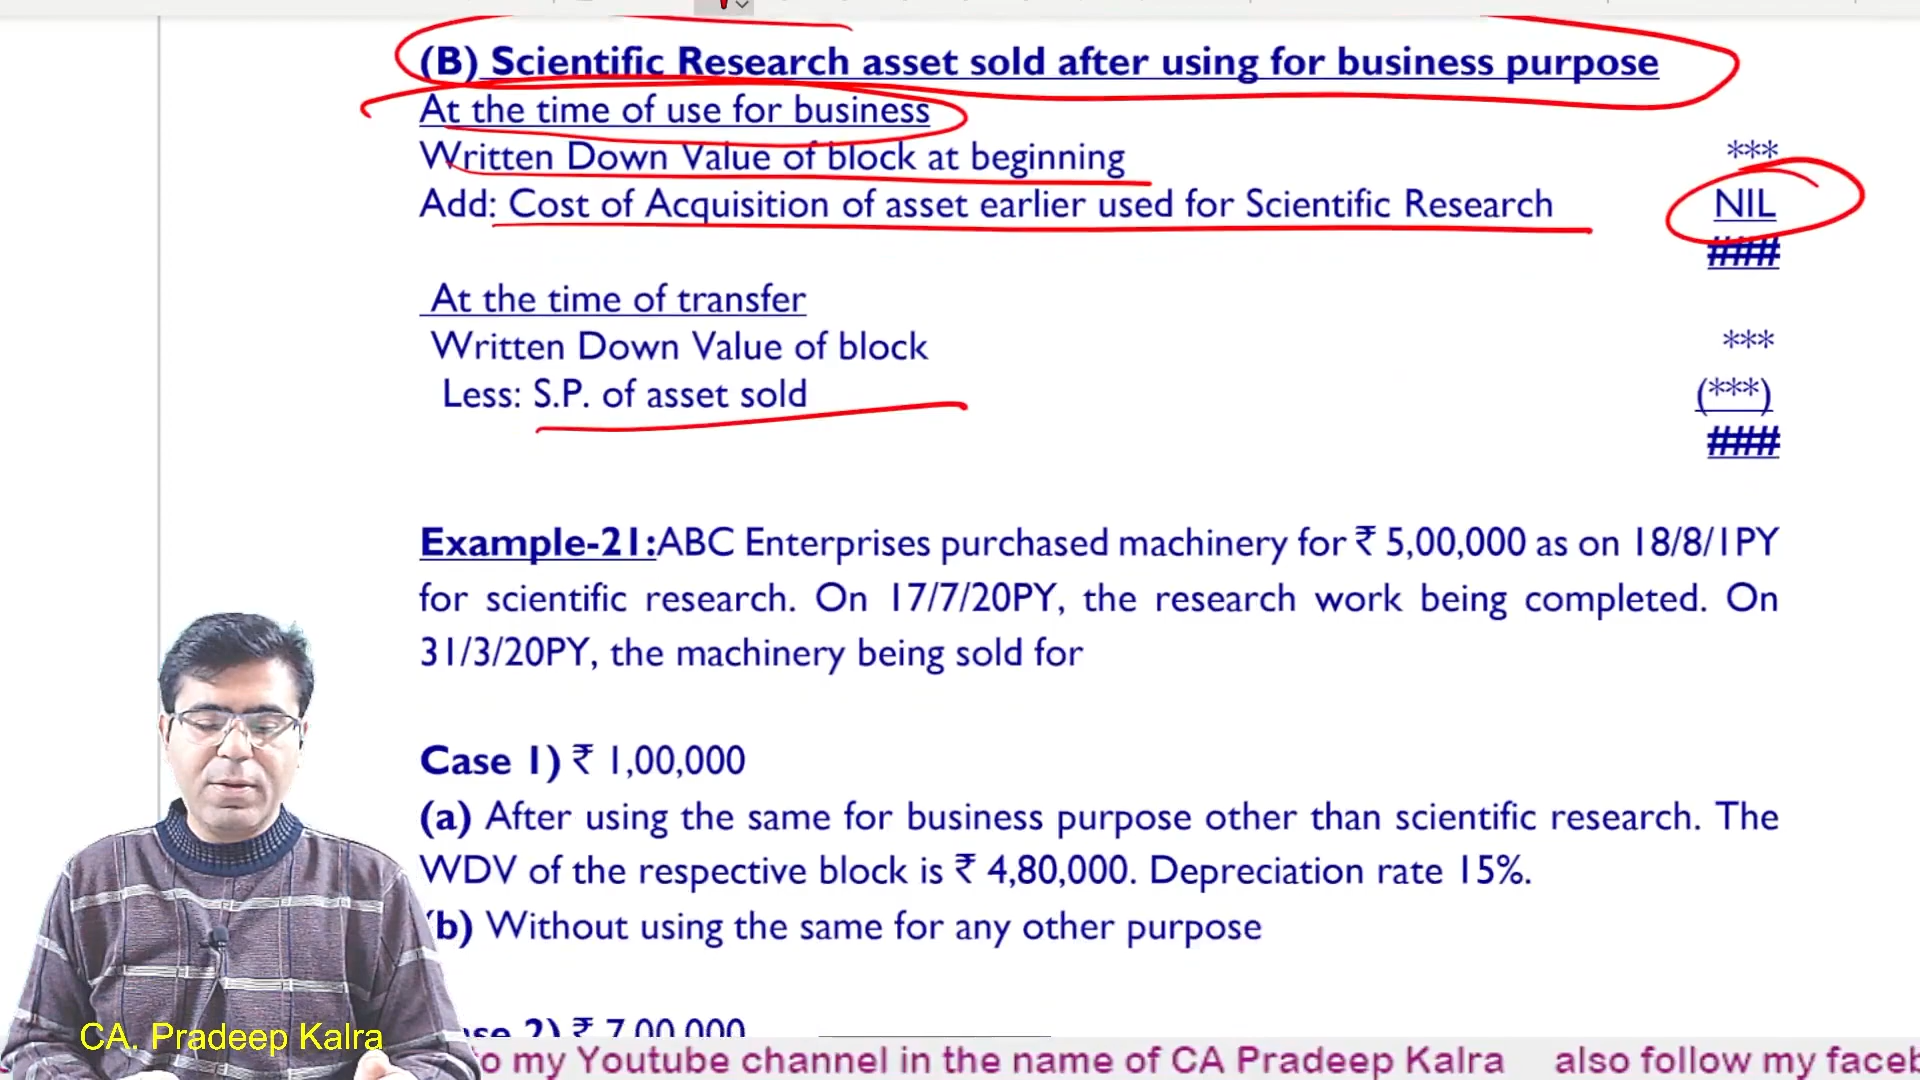 (B) Scientific Research asset sold after using for business purpose
At the time of use for business
Written Down Value of block at beginning ***
Add: Cost of Acquisition of asset earlier used for Scientific Research NIL
###
At the time of transfer
Written Down Value of block ***
Less: S.P. of asset sold (***)
###
Example-21:ABC Enterprises purchased machinery for ₹ 5,00,000 as on 18/8/1PY
for scientific research. On 17/7/20PY, the research work being completed. On
31/3/20PY, the machinery being sold for
Case 1) ₹ 1,00,000
(a) After using the same for business purpose other than scientific research. The
WDV of the respective block is ₹ 4,80,000. Depreciation rate 15%.
b) Without using the same for any other purpose
se 2) ₹ 7,00,000
CA. Pradeep Kalra
to my Youtube channel in the name of CA Pradeep Kalra also follow my faceb